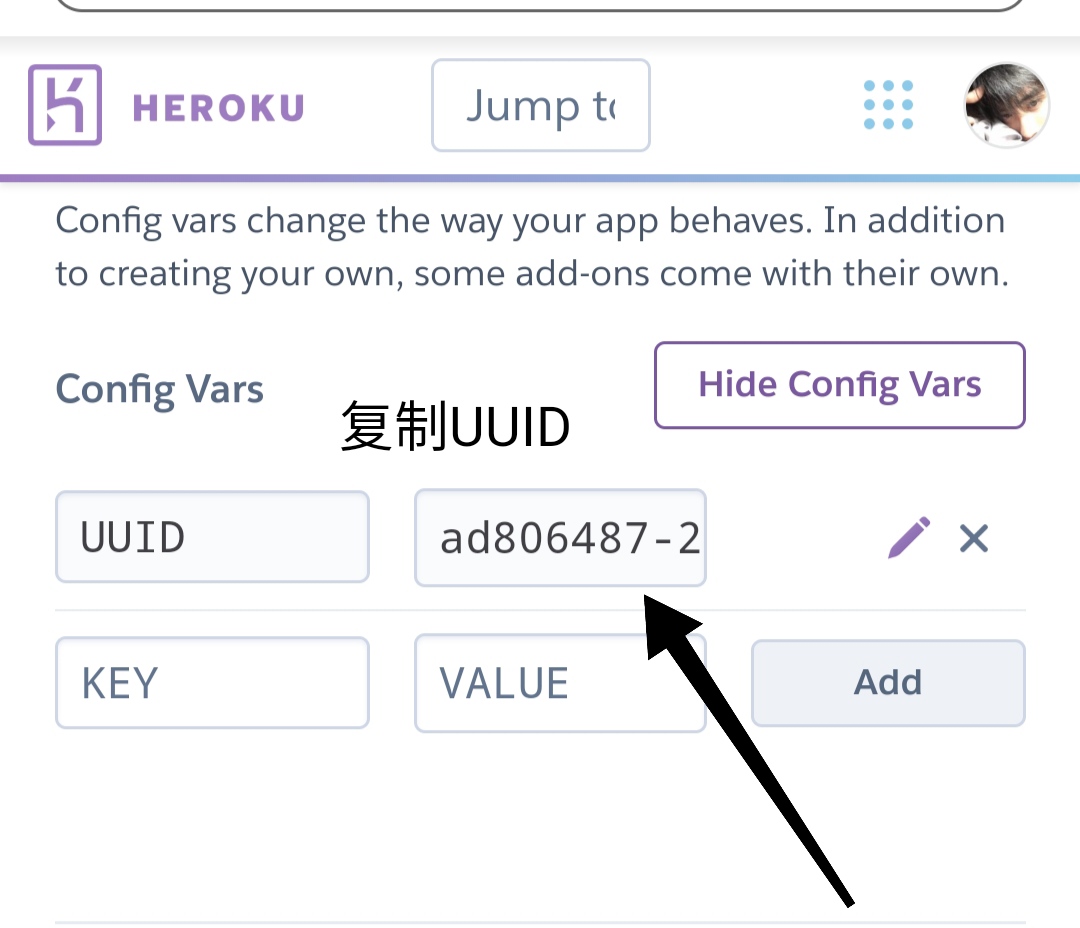 HEROKU
Jump to
Config vars change the way your app behaves. In addition
to creating your own, some add-ons come with their own.
Config Vars
Hide Config Vars
复制UUID
UUID
ad806487-2
KEY
VALUE
Add